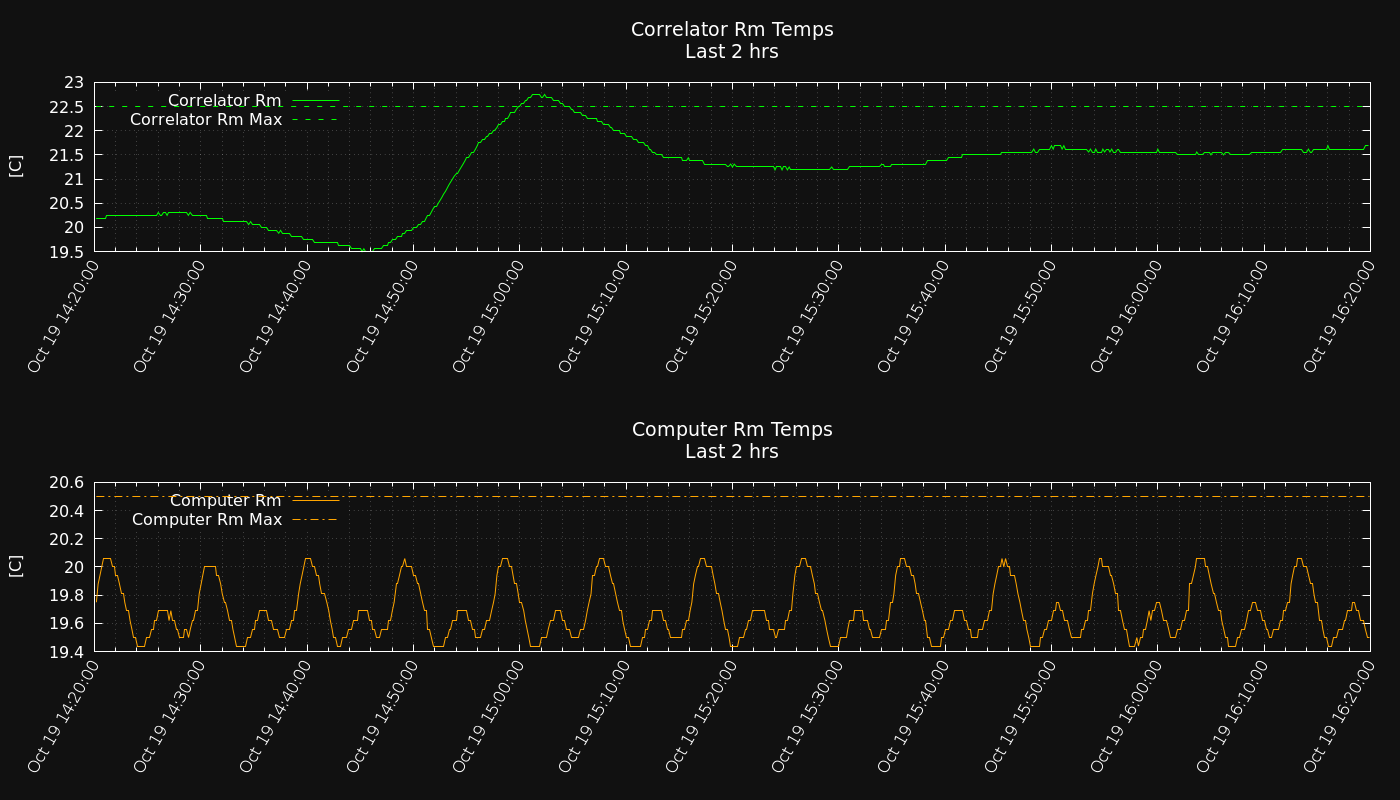 Correlator Rm Temps
Last 2 hrs
23
22.5
22
21.5
21
20.5
20
19.5
[C]
Correlator Rm
Correlator Rm Max
Oct 19 14:20:00
Oct 19 14:30:00
Oct 19 14:40:00
Oct 19 14:50:00
Oct 19 15:00:00
Oct 19 15:10:00
Oct 19 15:20:00
Oct 19 15:30:00
Oct 19 15:40:00
Oct 19 15:50:00
Oct 19 16:00:00
Oct 19 16:10:00
Oct 19 16:20:00
Computer Rm Temps
Last 2 hrs
20.6
20.4
20.2
20
19.8
19.6
19.4
[C]
Computer Rm
Computer Rm Max
Oct 19 14:20:00
Oct 19 14:30:00
Oct 19 14:40:00
Oct 19 14:50:00
Oct 19 15:00:00
Oct 19 15:10:00
Oct 19 15:20:00
Oct 19 15:30:00
Oct 19 15:40:00
Oct 19 15:50:00
Oct 19 16:00:00
Oct 19 16:10:00
Oct 19 16:20:00